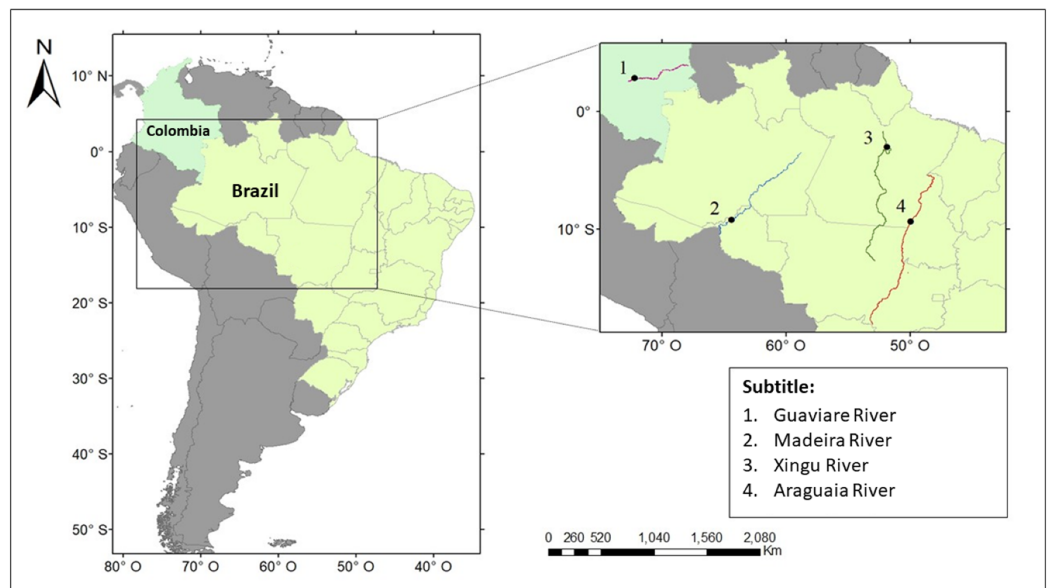 N
10° N
0°
10° S
20° S
30° S
40° S
50° S
80° O 70° O 60° O 50° O 40° O
Colombia
Brazil
0°
10° S
70° O 60° O 50° O
1
2
3
4
Subtitle:
1. Guaviare River
2. Madeira River
3. Xingu River
4. Araguaia River
0 260 520 1,040 1,560 2,080
Km